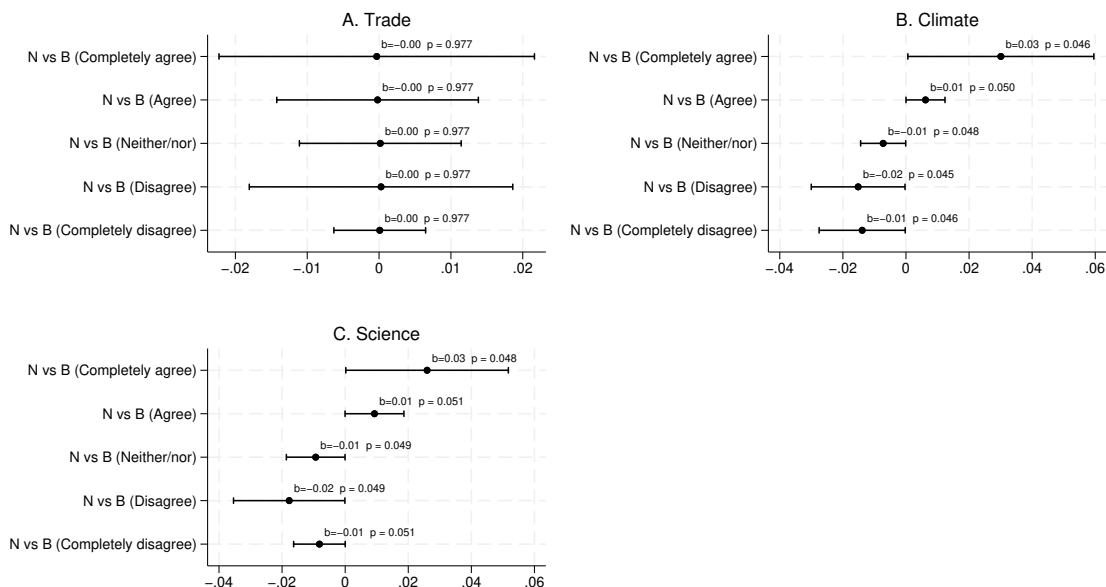 A. Trade
N vs B (Completely agree)
b=−0.00 p = 0.977
N vs B (Agree)
b=−0.00 p = 0.977
N vs B (Neither/nor)
b=0.00 p = 0.977
N vs B (Disagree)
b=0.00 p = 0.977
N vs B (Completely disagree)
b=0.00 p = 0.977
−.02 −.01 0 .01 .02
B. Climate
N vs B (Completely agree)
b=0.03 p = 0.046
N vs B (Agree)
b=0.01 p = 0.050
N vs B (Neither/nor)
b=−0.01 p = 0.048
N vs B (Disagree)
b=−0.02 p = 0.045
N vs B (Completely disagree)
b=−0.01 p = 0.046
−.04 −.02 0 .02 .04 .06
C. Science
N vs B (Completely agree)
b=0.03 p = 0.048
N vs B (Agree)
b=0.01 p = 0.051
N vs B (Neither/nor)
b=−0.01 p = 0.049
N vs B (Disagree)
b=−0.02 p = 0.049
N vs B (Completely disagree)
b=−0.01 p = 0.051
−.04 −.02 0 .02 .04 .06